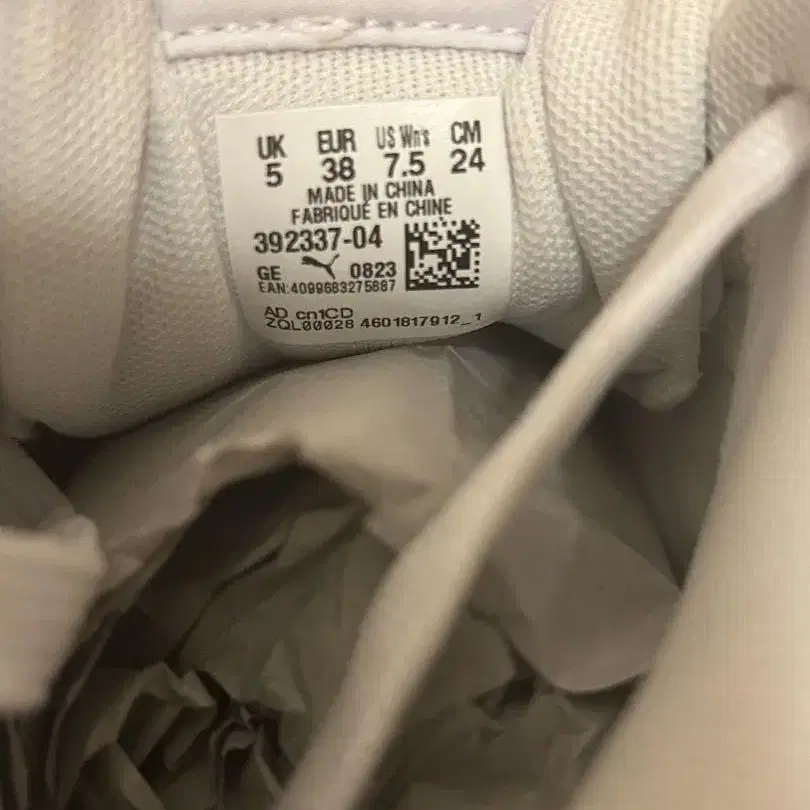 UK EUR US Wn's CM
5 38 7.5 24
MADE IN CHINA
FABRIQUÉ EN CHINE
392337-04
GE 0823
EAN:4099683275887
AD cn1CD
ZQL00028 4601817912_1